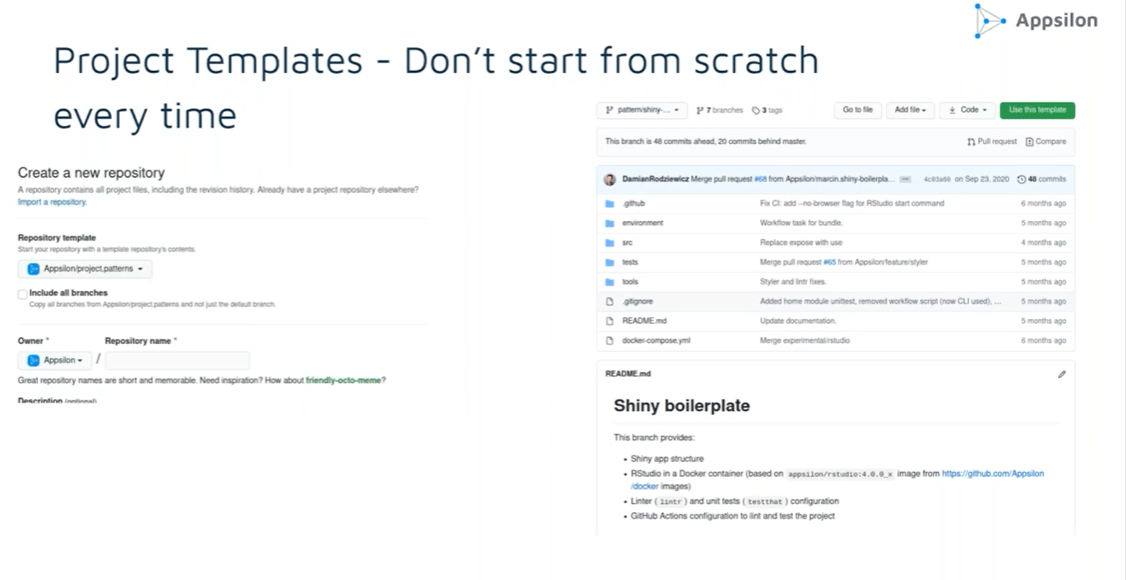 Appsilon
Project Templates - Don't start from scratch
every time
Create a new repository
A repository contains all project files, including the revision history. Already have a project repository elsewhere?
Import a repository.
Repository template
Start your repository with a template repository's contents.
Appsilon/project.patterns
Include all branches
Copy all branches from Appsilon/project.patterns and not just the default branch.
Owner * Repository name *
Appsilon /
Great repository names are short and memorable. Need inspiration? How about friendly-octo-meme?
Description (optional)
pattern/shiny-... 7 branches 3 tags Go to file Add file Code Use this template
This branch is 48 commits ahead, 20 commits behind master. Pull request Compare
DamianRodziewicz Merge pull request #68 from Appsilon/marcin.shiny-boilerpla... 4c03a60 on Sep 23, 2020 48 commits
.github Fix CI: add --no-browser flag for RStudio start command 6 months ago
environment Workflow task for bundle. 5 months ago
src Replace expose with use 4 months ago
tests Merge pull request #65 from Appsilon/feature/styler 5 months ago
tools Styler and lintr fixes. 5 months ago
.gitignore Added home module unittest, removed workflow script (now CLI used), ... 5 months ago
README.md Update documentation. 5 months ago
docker-compose.yml Merge experimental/rstudio 6 months ago
README.md
Shiny boilerplate
This branch provides:
• Shiny app structure
• RStudio in a Docker container (based on appsilon/rstudio:4.0.0_x image from https://github.com/Appsilon
/docker images)
• Linter ( lintr ) and unit tests ( testthat ) configuration
• GitHub Actions configuration to lint and test the project